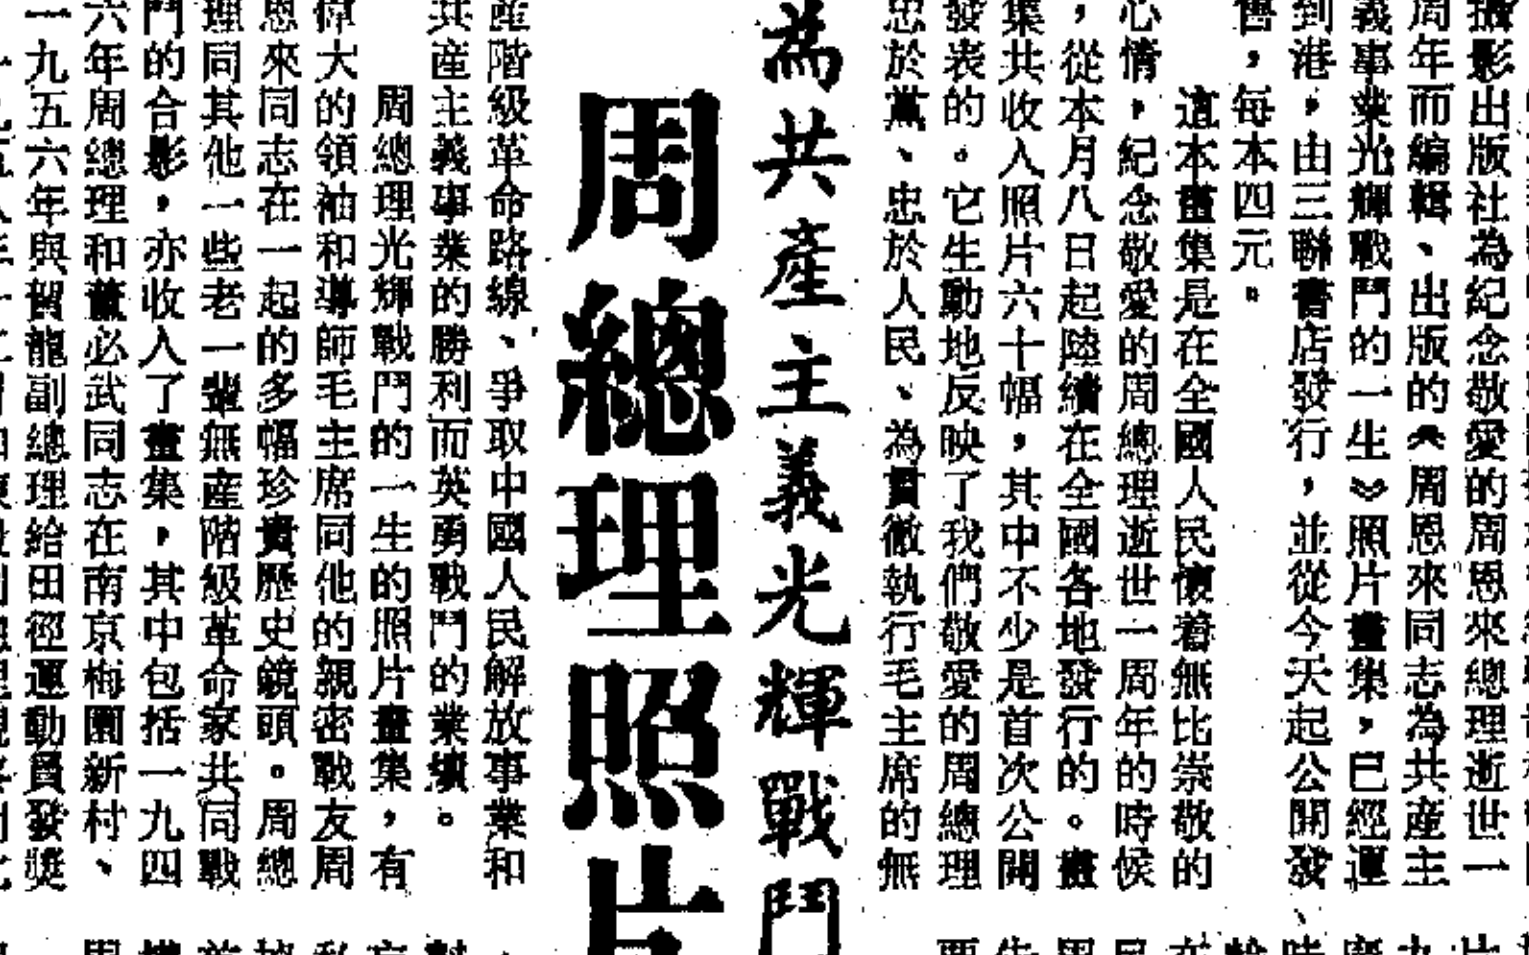 攝影出版社為紀念敬愛的周恩來總理逝世一
周年而編輯、出版的《周恩來同志為共產主
義事業光輝戰鬥的一生》照片畫集，已經運
到港，由三聯書店發行，並從今天起公開發
售，每本四元。
這本畫集是在全國人民懷着無比崇敬的
心情，紀念敬愛的周總理逝世一周年的時候
，從本月八日起陸續在全國各地發行的。畫
集共收入照片六十幅，其中不少是首次公開
發表的。它生動地反映了我們敬愛的周總理
忠於黨、忠於人民、為貫徹執行毛主席的無
為共產主義光輝戰鬥
周總理照片
產階級革命路線、爭取中國人民解放事業和
共產主義事業的勝利而英勇戰鬥的業績。
周總理光輝戰鬥的一生的照片畫集，有
偉大的領袖和導師毛主席同他的親密戰友周
恩來同志在一起的多幅珍貴歷史鏡頭。周總
理同其他一些老一輩無產階級革命家共同戰
鬥的合影，亦收入了畫集，其中包括一九四
六年周總理和董必武同志在南京梅園新村、
一九五六年與賀龍副總理給田徑運動員發獎